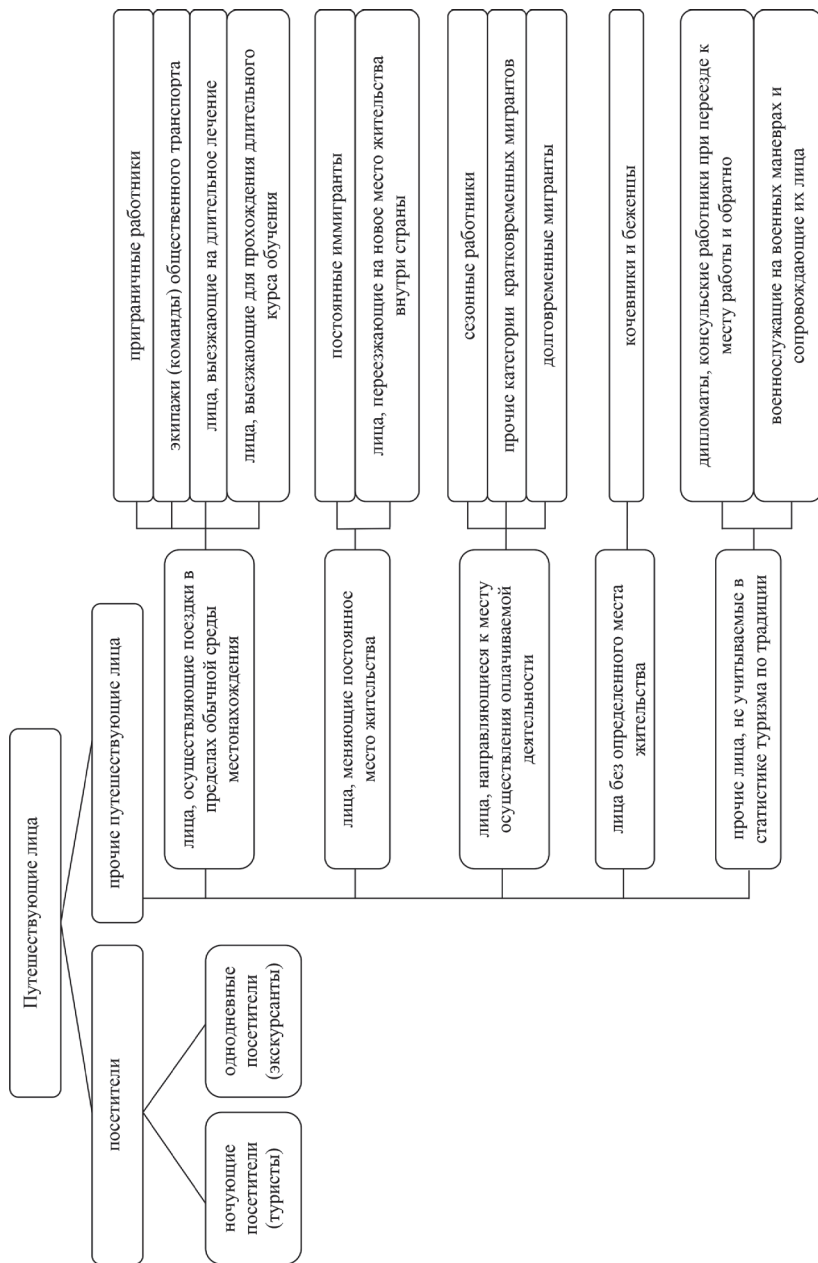 Путешествующие лица
посетители
ночующие
посетители
(туристы)
однодневные
посетители
(экскурсанты)
прочие путешествующие лица
лица, осуществляющие поездки в
пределах обычной среды
местонахождения
приграничные работники
экипажи (команды) общественного транспорта
лица, выезжающие на длительное лечение
лица, выезжающие для прохождения длительного
курса обучения
лица, меняющие постоянное
место жительства
постоянные иммигранты
лица, переезжающие на новое место жительства
внутри страны
лица, направляющиеся к месту
осуществления оплачиваемой
деятельности
сезонные работники
прочие категории кратковременных мигрантов
долговременные мигранты
лица без определенного места
жительства
кочевники и беженцы
прочие лица, не учитываемые в
статистике туризма по традиции
дипломаты, консульские работники при переезде к
месту работы и обратно
военнослужащие на военных маневрах и
сопровождающие их лица